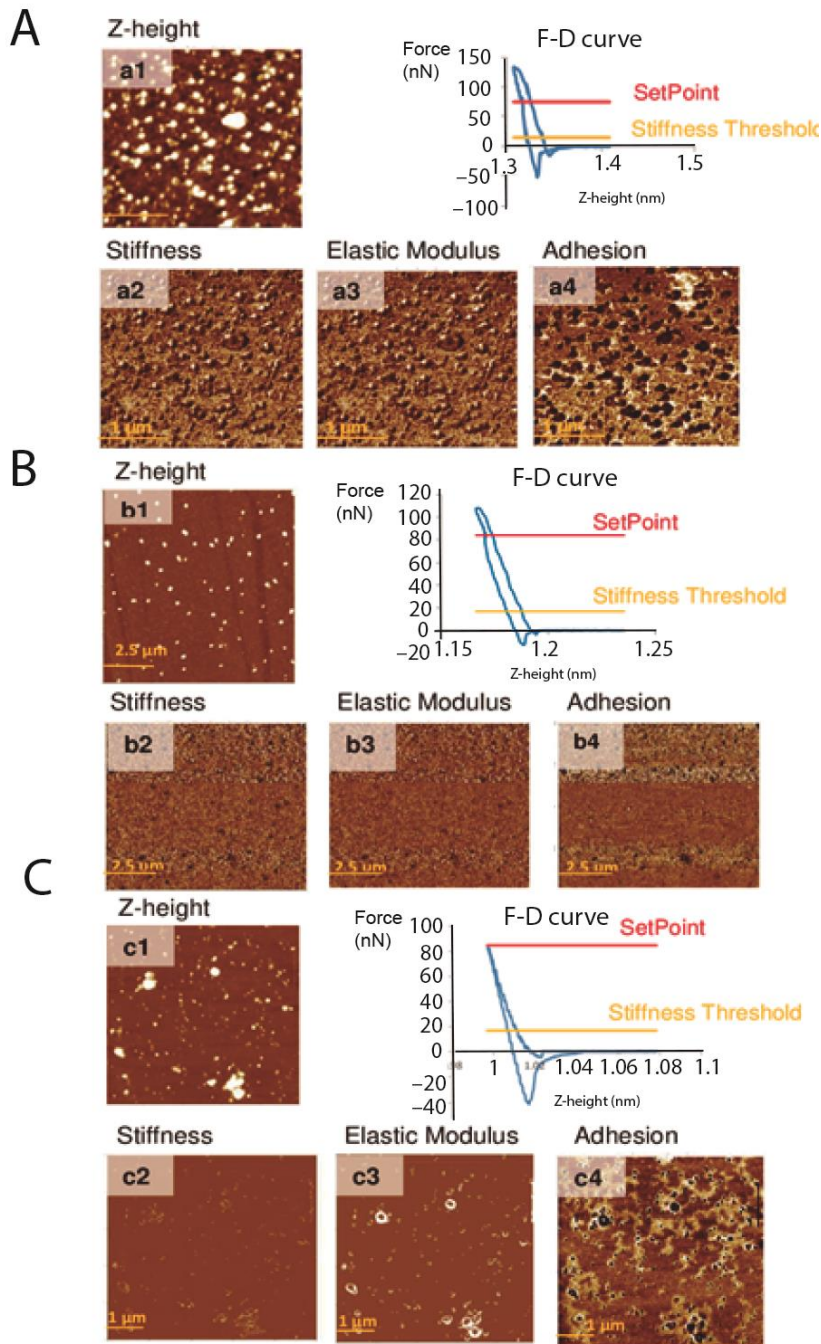 A
Z-height
a1
Force
(nN)
F-D curve
150
100
50
0
−50
−100
1.3
1.4
1.5
SetPoint
Stiffness Threshold
Z-height (nm)
Stiffness
Elastic Modulus
Adhesion
a2
a3
a4
1 µm
1 µm
1 µm
B
Z-height
b1
2.5 µm
Force
(nN)
F-D curve
120
100
80
60
40
20
0
−20
1.15
1.2
1.25
SetPoint
Stiffness Threshold
Z-height (nm)
Stiffness
Elastic Modulus
Adhesion
b2
b3
b4
2.5 µm
2.5 µm
2.5 µm
C
Z-height
c1
Force
(nN)
F-D curve
100
80
60
40
20
0
−20
−40
SetPoint
Stiffness Threshold
1
1.02
1.04
1.06
1.08
1.1
Z-height (nm)
Stiffness
Elastic Modulus
Adhesion
c2
c3
c4
1 µm
1 µm
1 µm